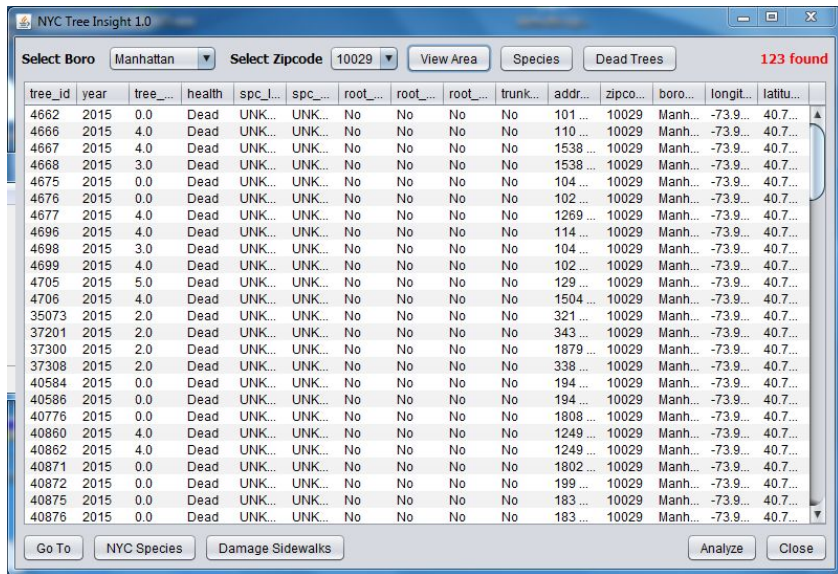 NYC Tree Insight 1.0
Select Boro Manhattan Select Zipcode 10029 View Area Species Dead Trees 123 found
tree_id year tree_... health spc_l... spc_... root_... root_... root_... trunk... addr... zipco... boro... longit... latitu...
4662 2015 0.0 Dead UNK... UNK... No No No No 101 ... 10029 Manh... -73.9... 40.7...
4666 2015 4.0 Dead UNK... UNK... No No No No 110 ... 10029 Manh... -73.9... 40.7...
4667 2015 4.0 Dead UNK... UNK... No No No No 1538 ... 10029 Manh... -73.9... 40.7...
4668 2015 3.0 Dead UNK... UNK... No No No No 1538 ... 10029 Manh... -73.9... 40.7...
4675 2015 0.0 Dead UNK... UNK... No No No No 104 ... 10029 Manh... -73.9... 40.7...
4676 2015 0.0 Dead UNK... UNK... No No No No 102 ... 10029 Manh... -73.9... 40.7...
4677 2015 4.0 Dead UNK... UNK... No No No No 1269 ... 10029 Manh... -73.9... 40.7...
4696 2015 4.0 Dead UNK... UNK... No No No No 114 ... 10029 Manh... -73.9... 40.7...
4698 2015 3.0 Dead UNK... UNK... No No No No 104 ... 10029 Manh... -73.9... 40.7...
4699 2015 4.0 Dead UNK... UNK... No No No No 102 ... 10029 Manh... -73.9... 40.7...
4705 2015 5.0 Dead UNK... UNK... No No No No 129 ... 10029 Manh... -73.9... 40.7...
4706 2015 4.0 Dead UNK... UNK... No No No No 1504 ... 10029 Manh... -73.9... 40.7...
35073 2015 2.0 Dead UNK... UNK... No No No No 321 ... 10029 Manh... -73.9... 40.7...
37201 2015 2.0 Dead UNK... UNK... No No No No 343 ... 10029 Manh... -73.9... 40.7...
37300 2015 2.0 Dead UNK... UNK... No No No No 1879 ... 10029 Manh... -73.9... 40.7...
37308 2015 2.0 Dead UNK... UNK... No No No No 338 ... 10029 Manh... -73.9... 40.7...
40584 2015 0.0 Dead UNK... UNK... No No No No 194 ... 10029 Manh... -73.9... 40.7...
40586 2015 0.0 Dead UNK... UNK... No No No No 194 ... 10029 Manh... -73.9... 40.7...
40776 2015 0.0 Dead UNK... UNK... No No No No 1808 ... 10029 Manh... -73.9... 40.7...
40860 2015 4.0 Dead UNK... UNK... No No No No 1249 ... 10029 Manh... -73.9... 40.7...
40862 2015 4.0 Dead UNK... UNK... No No No No 1249 ... 10029 Manh... -73.9... 40.7...
40871 2015 0.0 Dead UNK... UNK... No No No No 1802 ... 10029 Manh... -73.9... 40.7...
40872 2015 0.0 Dead UNK... UNK... No No No No 199 ... 10029 Manh... -73.9... 40.7...
40875 2015 0.0 Dead UNK... UNK... No No No No 183 ... 10029 Manh... -73.9... 40.7...
40876 2015 0.0 Dead UNK... UNK... No No No No 183 ... 10029 Manh... -73.9... 40.7...
Go To NYC Species Damage Sidewalks Analyze Close